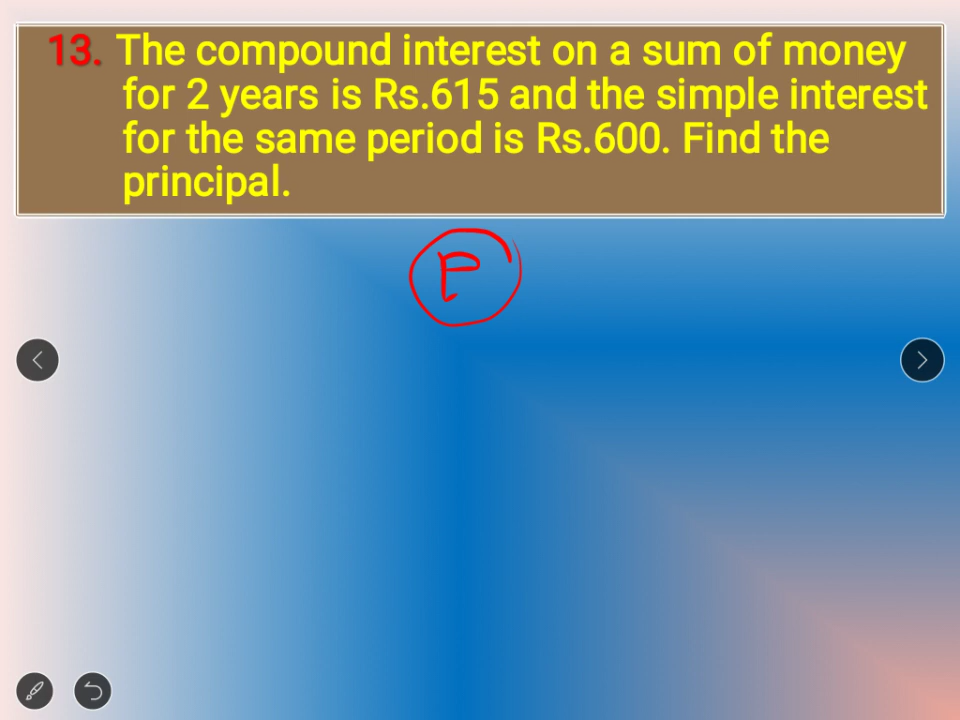 13. The compound interest on a sum of money
for 2 years is Rs.615 and the simple interest
for the same period is Rs.600. Find the
principal.
P